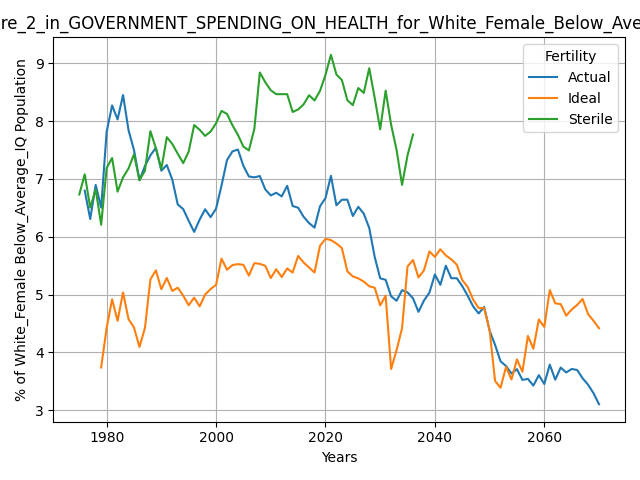 re_2_in_GOVERNMENT_SPENDING_ON_HEALTH_for_White_Female_Below_Ave
% of White_Female Below_Average_IQ Population
9
8
7
6
5
4
3
Fertility
Actual
Ideal
Sterile
1980 2000 2020 2040 2060
Years